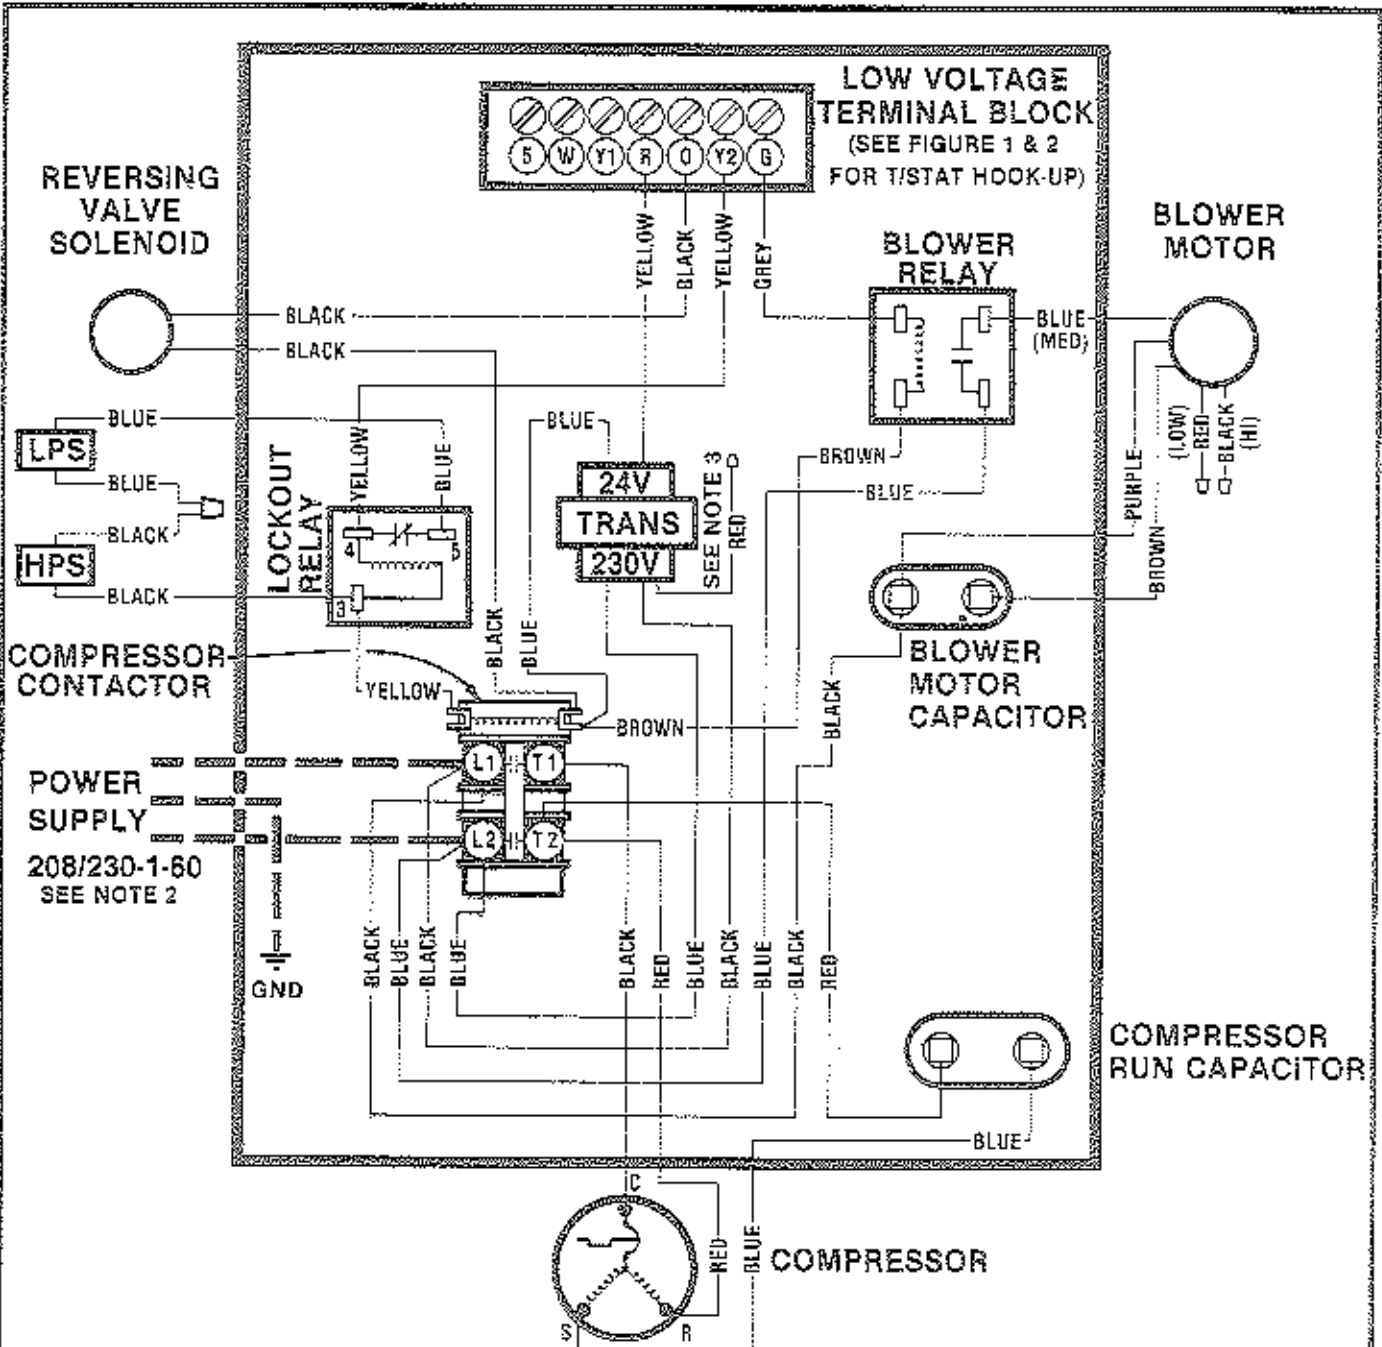 LOW VOLTAGE
TERMINAL BLOCK
(SEE FIGURE 1 & 2
FOR T/STAT HOOK-UP)
5 W Y1 R O Y2 G
REVERSING
VALVE
SOLENOID
YELLOW
BLACK
YELLOW
GREY
BLOWER
RELAY
BLOWER
MOTOR
BLACK
BLACK
BLUE
(MED)
(LOW)
RED
BLACK
(HI)
BLUE
LPS
BLUE
BLACK
HPS
BLACK
LOCKOUT
RELAY
YELLOW
BLUE
4
5
3
BLUE
24V
TRANS
230V
SEE NOTE 3
RED
BROWN
BLUE
PURPLE
BROWN
BLOWER
MOTOR
CAPACITOR
COMPRESSOR
CONTACTOR
YELLOW
BLACK
BLUE
BROWN
BLACK
L1 T1
L2 T2
POWER
SUPPLY
208/230-1-60
SEE NOTE 2
GND
BLACK
BLUE
BLACK
BLUE
BLACK
RED
BLUE
BLACK
BLUE
BLACK
RED
COMPRESSOR
RUN CAPACITOR
BLUE
C
RED
BLUE
COMPRESSOR
S
R